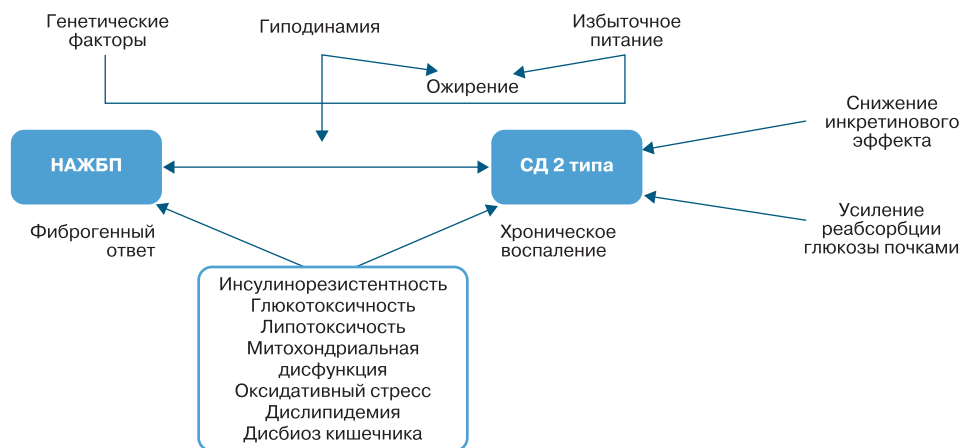 Генетические
факторы
Гиподинамия
Избыточное
питание
Ожирение
Снижение
инкретинового
эффекта
НАЖБП
СД 2 типа
Усиление
реабсорбции
глюкозы почками
Фиброгенный
ответ
Хроническое
воспаление
Инсулинорезистентность
Глюкотоксичность
Липотоксичость
Митохондриальная
дисфункция
Оксидативный стресс
Дислипидемия
Дисбиоз кишечника